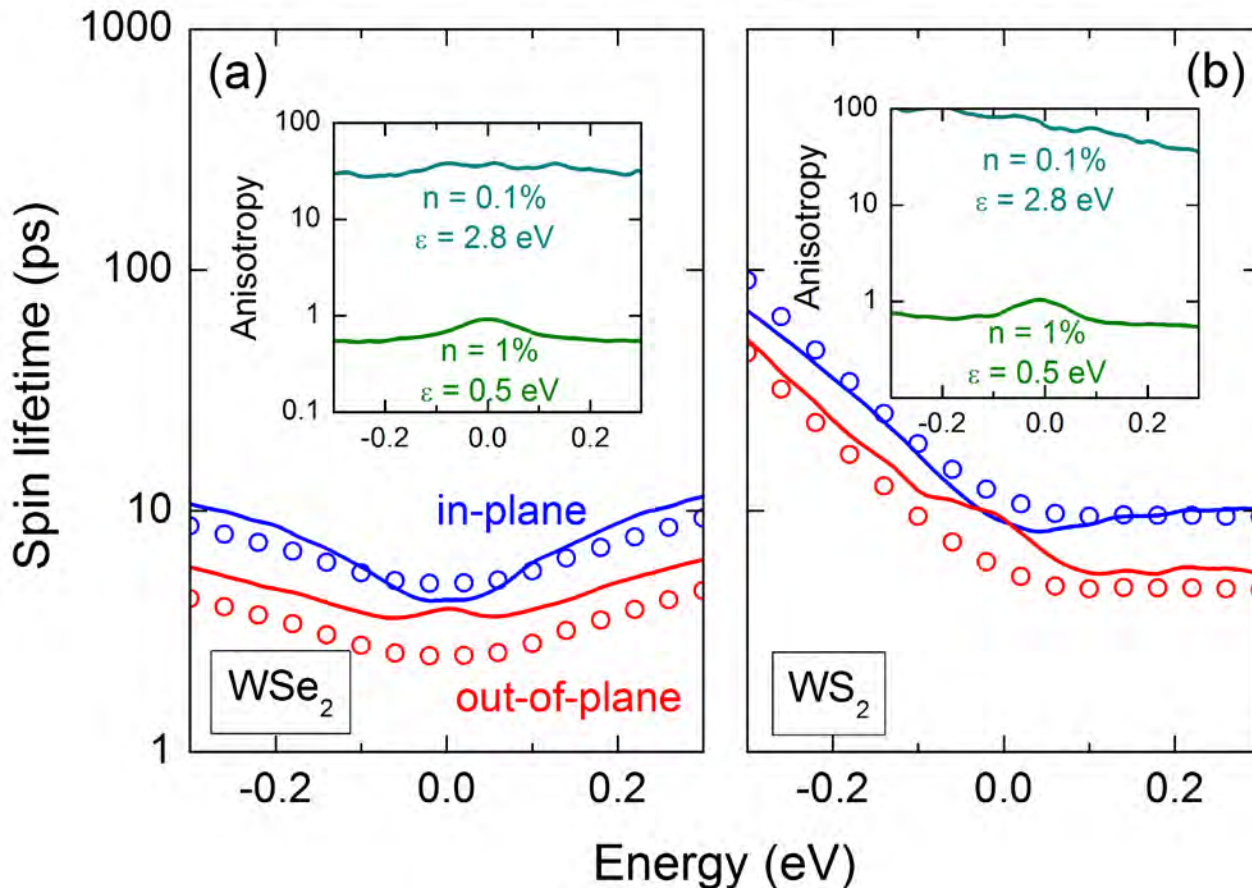 Spin lifetime (ps)
1000
100
10
1
(a)
Anisotropy
100
10
1
0.1
n = 0.1%
ε = 2.8 eV
n = 1%
ε = 0.5 eV
-0.2
0.0
0.2
in-plane
out-of-plane
WSe₂
-0.2
0.0
0.2
(b)
Anisotropy
100
10
1
n = 0.1%
ε = 2.8 eV
n = 1%
ε = 0.5 eV
-0.2
0.0
0.2
WS₂
-0.2
0.0
0.2
Energy (eV)